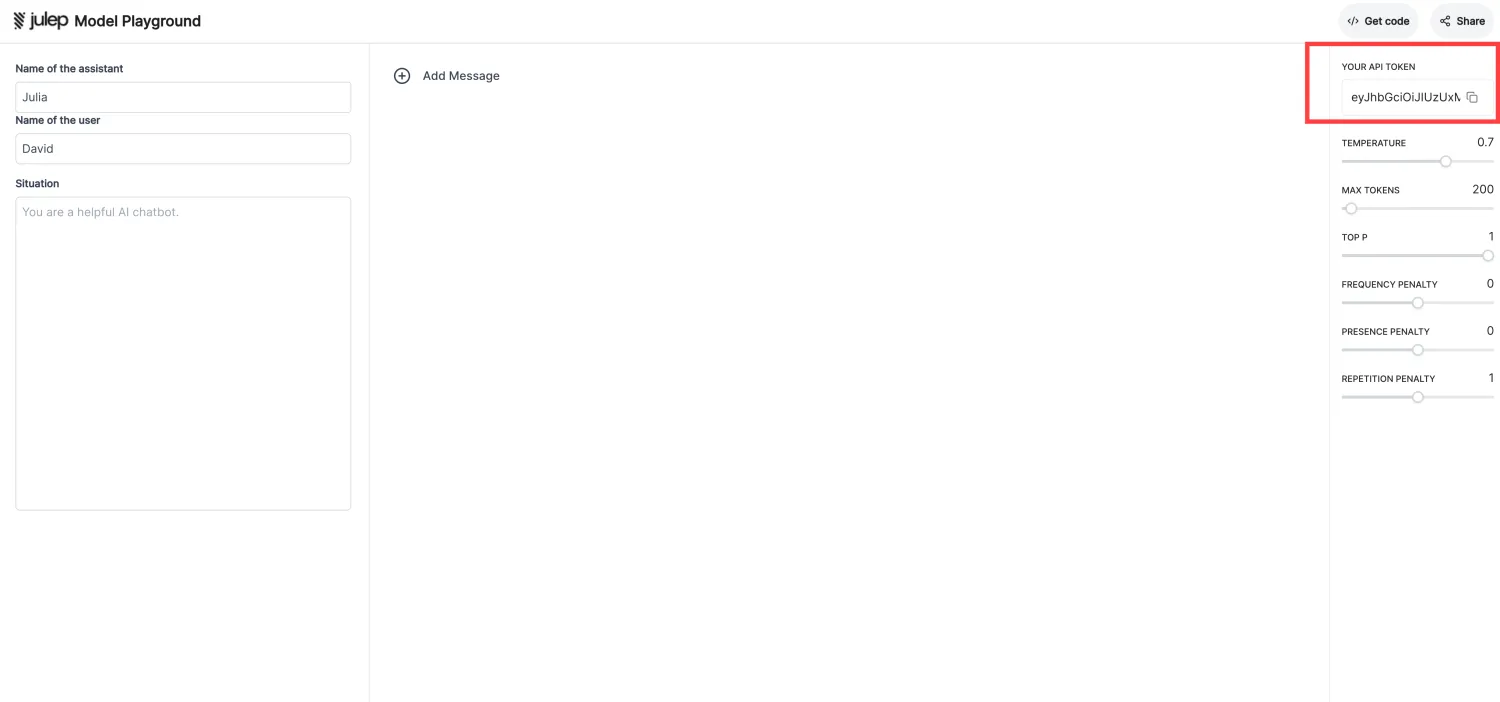 julep Model Playground
Get code
Share
Name of the assistant
Julia
Name of the user
David
Situation
You are a helpful AI chatbot.
Add Message
YOUR API TOKEN
eyJhbGciOiJIUzUxM
TEMPERATURE 0.7
MAX TOKENS 200
TOP P 1
FREQUENCY PENALTY 0
PRESENCE PENALTY 0
REPETITION PENALTY 1